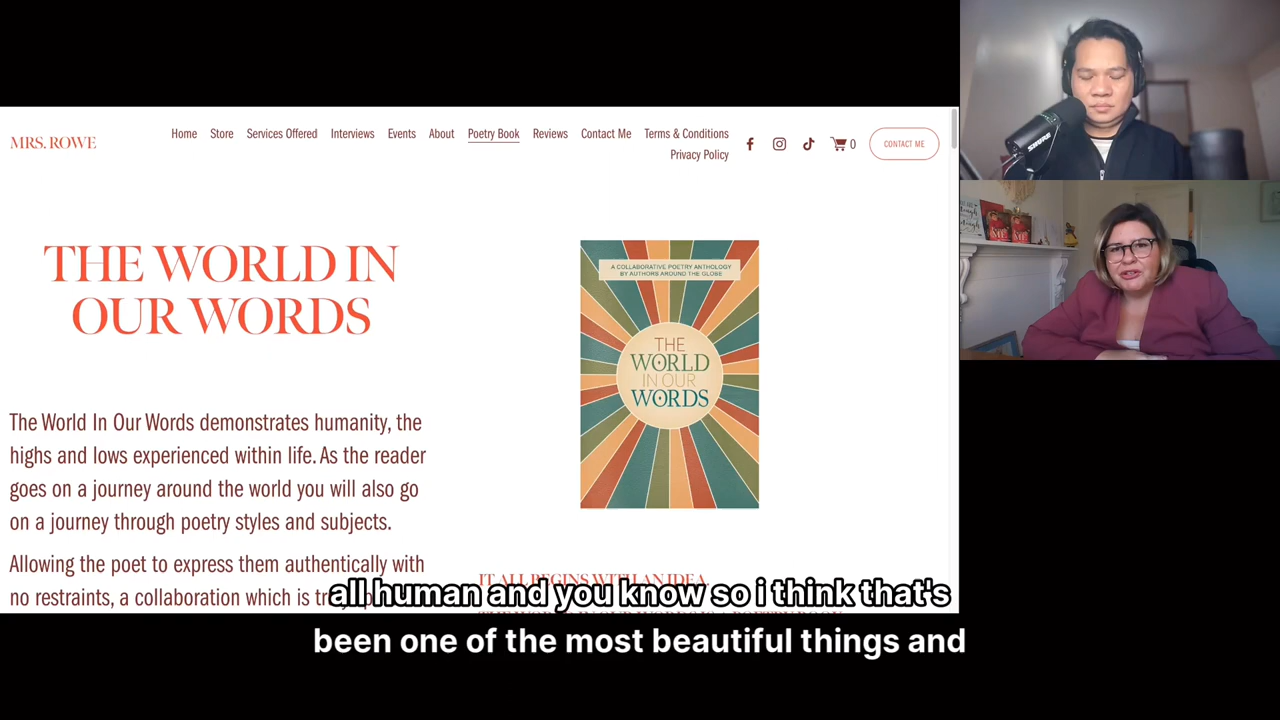 MRS. ROWE
Home Store Services Offered Interviews Events About Poetry Book Reviews Contact Me Terms & Conditions
Privacy Policy
0
CONTACT ME
THE WORLD IN
OUR WORDS
The World In Our Words demonstrates humanity, the
highs and lows experienced within life. As the reader
goes on a journey around the world you will also go
on a journey through poetry styles and subjects.
Allowing the poet to express them authentically with
no restraints, a collaboration which is
A COLLABORATIVE POETRY ANTHOLOGY
BY AUTHORS AROUND THE GLOBE
THE
WORLD
IN OUR
WORDS
IT ALL BEGINS WITH AN IDEA.
SHURE
all human and you know so i think that's
been one of the most beautiful things and